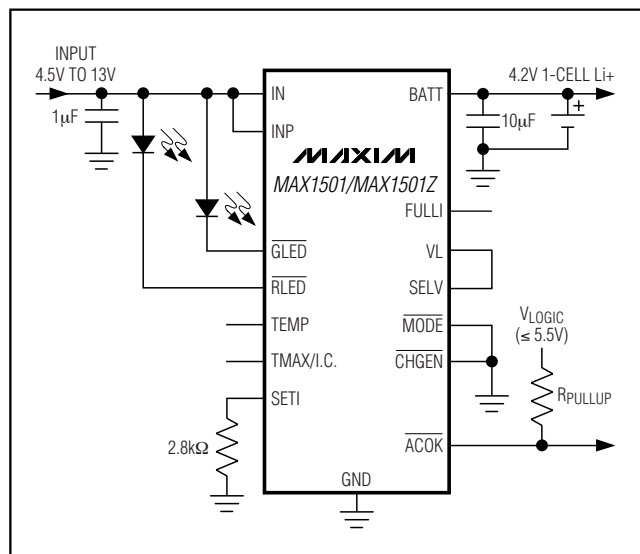 INPUT
4.5V TO 13V
1μF
IN
INP
BATT
4.2V 1-CELL Li+
+
10μF
MAXIM
MAX1501/MAX1501Z
FULLI
GLED
VL
RLED
SELV
TEMP
MODE
VLOGIC
(≤ 5.5V)
TMAX/I.C.
CHGEN
RPULLUP
SETI
2.8kΩ
ACOK
GND